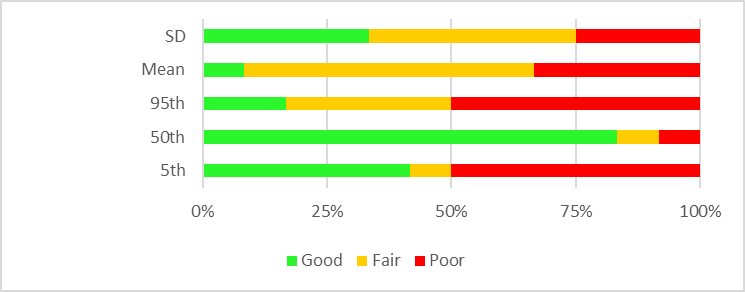 SD
Mean
95th
50th
5th
0% 25% 50% 75% 100%
Good Fair Poor